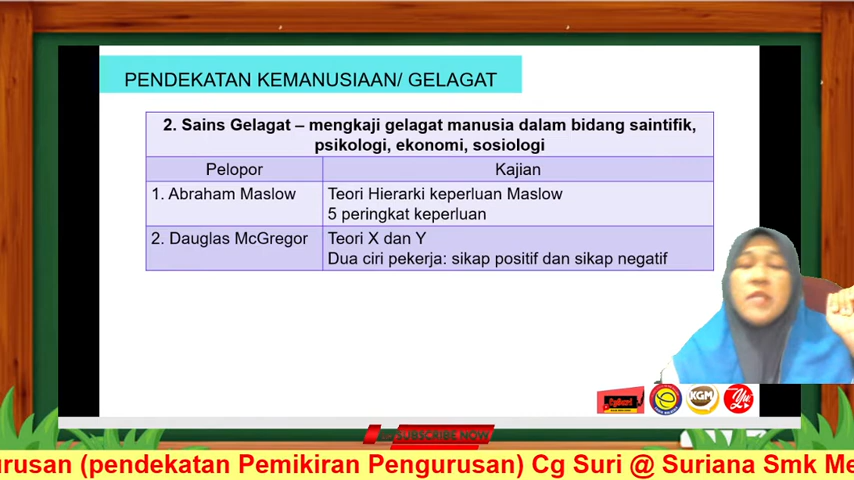 PENDEKATAN KEMANUSIAAN/ GELAGAT
2. Sains Gelagat – mengkaji gelagat manusia dalam bidang saintifik,
psikologi, ekonomi, sosiologi
Pelopor Kajian
1. Abraham Maslow Teori Hierarki keperluan Maslow
5 peringkat keperluan
2. Dauglas McGregor Teori X dan Y
Dua ciri pekerja: sikap positif dan sikap negatif
KGM
SUBSCRIBE NOW
urusan (pendekatan Pemikiran Pengurusan) Cg Suri @ Suriana Smk Me